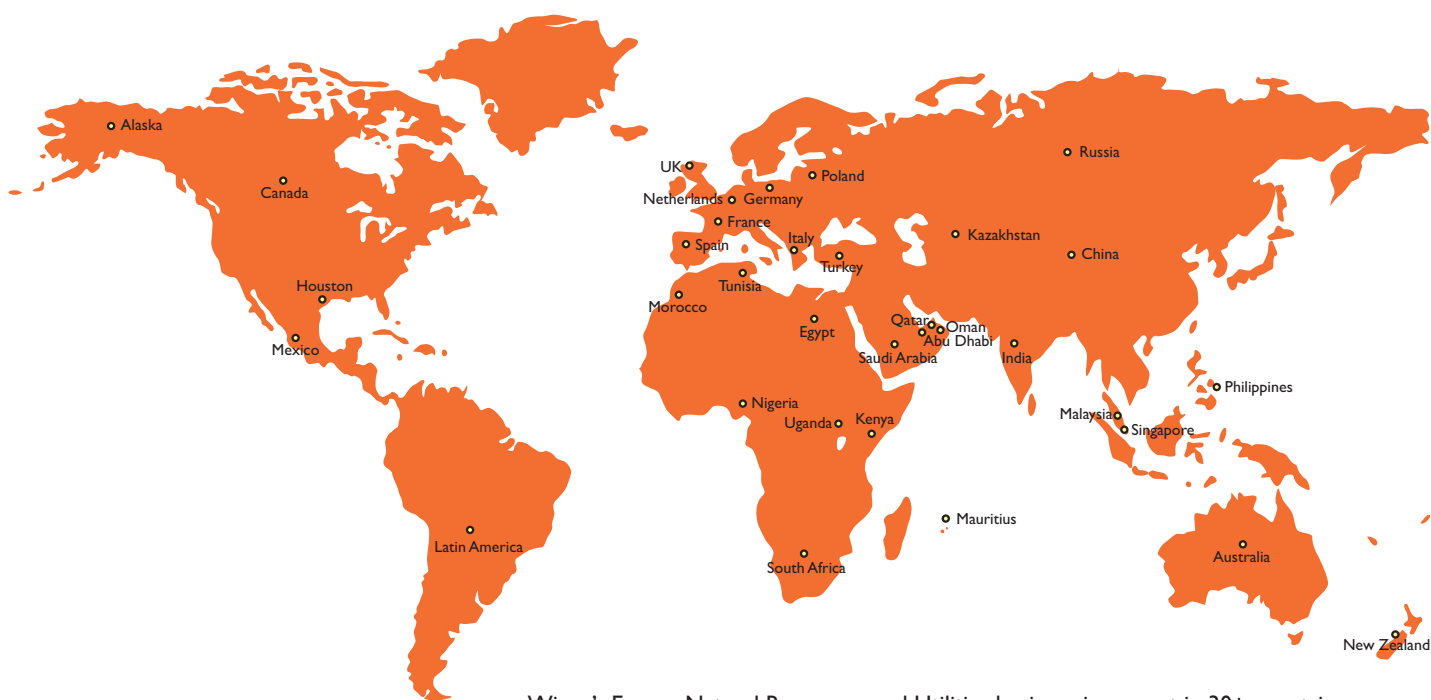 Alaska
Canada
Houston
Mexico
Latin America
UK
Netherlands
Germany
Poland
France
Spain
Italy
Turkey
Tunisia
Morocco
Egypt
Nigeria
Uganda
Kenya
South Africa
Mauritius
Qatar
Oman
Abu Dhabi
Saudi Arabia
Russia
Kazakhstan
China
India
Philippines
Malaysia
Singapore
Australia
New Zealand